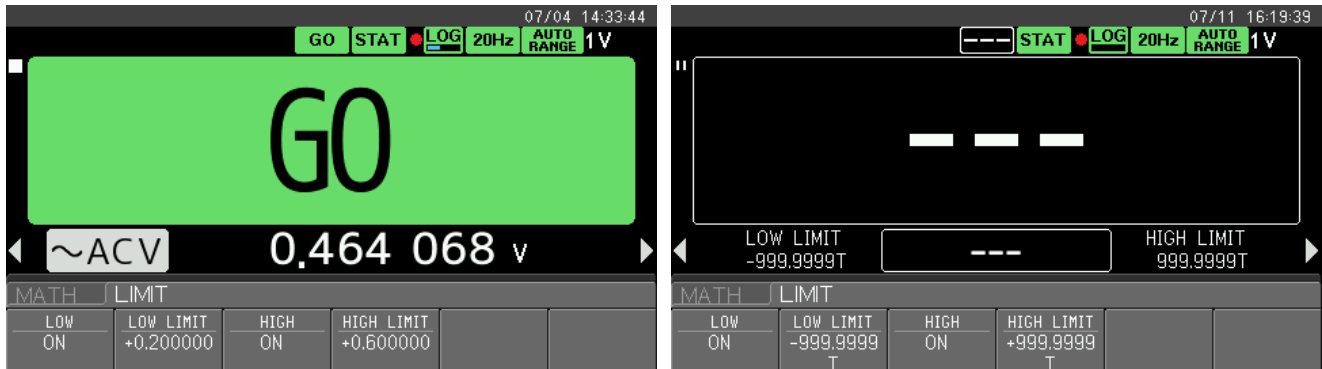 07/04 14:33:44
GO STAT LOG 20Hz AUTO RANGE 1V
GO
~ACV 0.464 068 V
MATH LIMIT
LOW LOW LIMIT HIGH HIGH LIMIT
ON +0.200000 ON +0.600000
07/11 16:19:39
--- STAT LOG 20Hz AUTO RANGE 1V
---
LOW LIMIT --- HIGH LIMIT
-999.9999T 999.9999T
MATH LIMIT
LOW LOW LIMIT HIGH HIGH LIMIT
ON -999.9999 ON +999.9999
T T